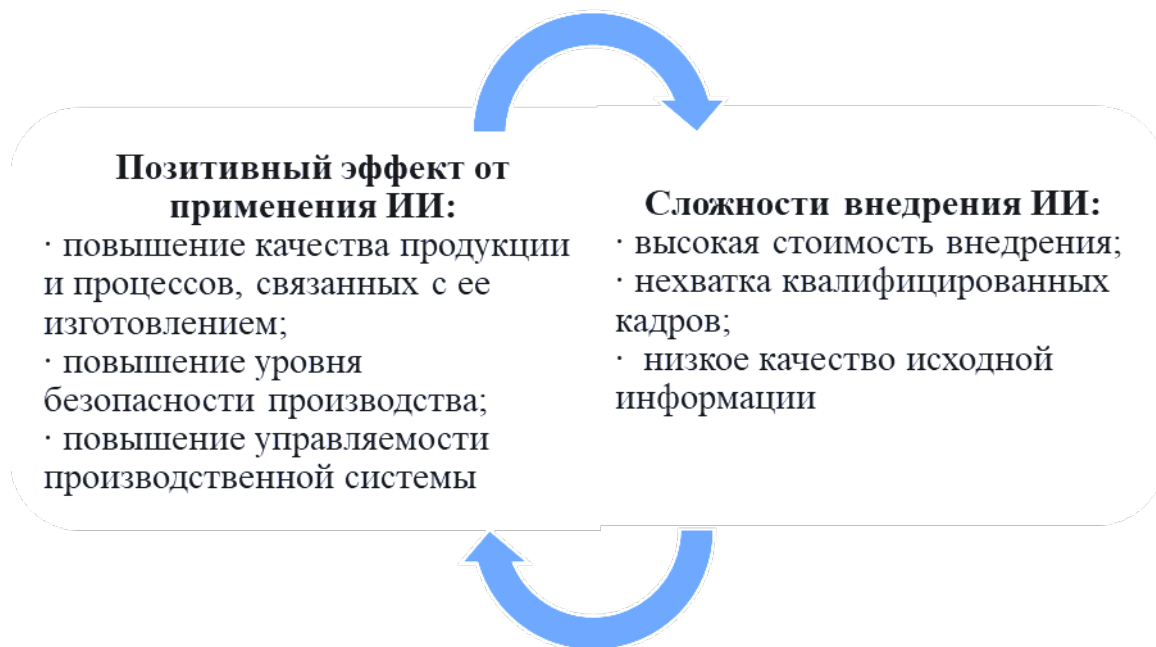 Позитивный эффект от
применения ИИ:
· повышение качества продукции
и процессов, связанных с ее
изготовлением;
· повышение уровня
безопасности производства;
· повышение управляемости
производственной системы
Сложности внедрения ИИ:
· высокая стоимость внедрения;
· нехватка квалифицированных
кадров;
· низкое качество исходной
информации